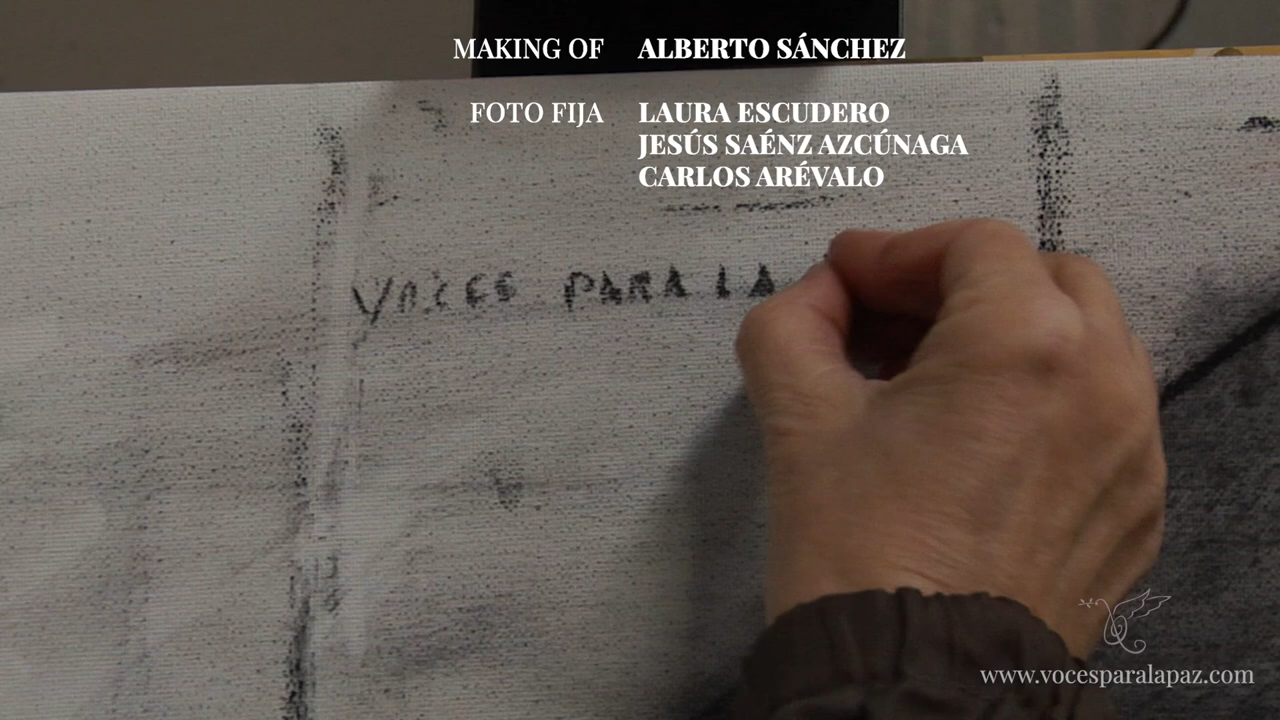 MAKING OF ALBERTO SÁNCHEZ
FOTO FIJA LAURA ESCUDERO
JESÚS SAÉNZ AZCÚNAGA
CARLOS ARÉVALO
VOCES PARA LA
www.vocesparalapaz.com